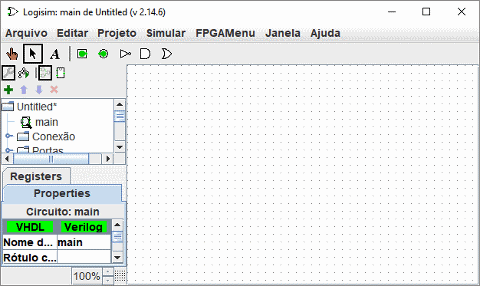 Logisim: main de Untitled (v 2.14.6)
Arquivo Editar Projeto Simular FPGAMenu Janela Ajuda
A
Untitled*
main
Conexão
Portas
Registers
Properties
Circuito: main
VHDL Verilog
Nome d... main
Rótulo c...
100%